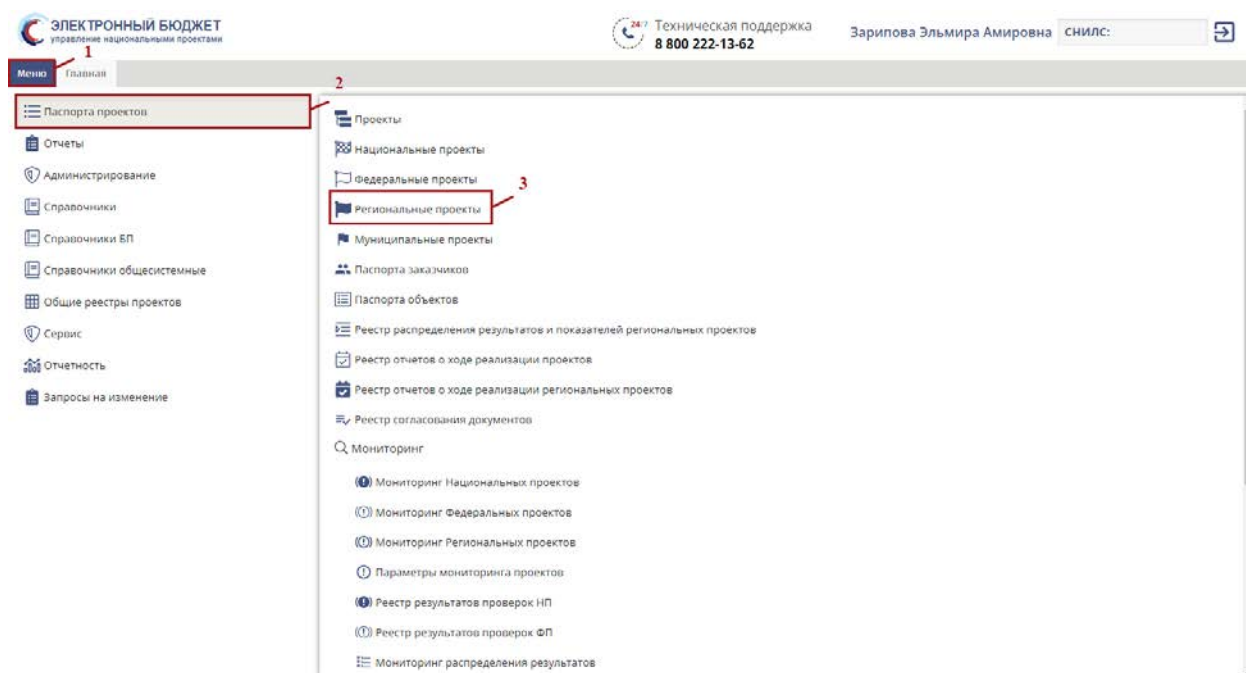 ЭЛЕКТРОННЫЙ БЮДЖЕТ
управление национальными проектами
24/7 Техническая поддержка
8 800 222-13-62
Зарипова Эльмира Амировна СНИЛС:
1
Меню Главная
2
Паспорта проектов
Отчеты
Администрирование
Справочники
Справочники БП
Справочники общесистемные
Общие реестры проектов
Сервис
Отчетность
Запросы на изменение
Проекты
Национальные проекты
Федеральные проекты
3
Региональные проекты
Муниципальные проекты
Паспорта заказчиков
Паспорта объектов
Реестр распределения результатов и показателей региональных проектов
Реестр отчетов о ходе реализации проектов
Реестр отчетов о ходе реализации региональных проектов
Реестр согласования документов
Мониторинг
Мониторинг Национальных проектов
Мониторинг Федеральных проектов
Мониторинг Региональных проектов
Параметры мониторинга проектов
Реестр результатов проверок НП
Реестр результатов проверок ФП
Мониторинг распределения результатов